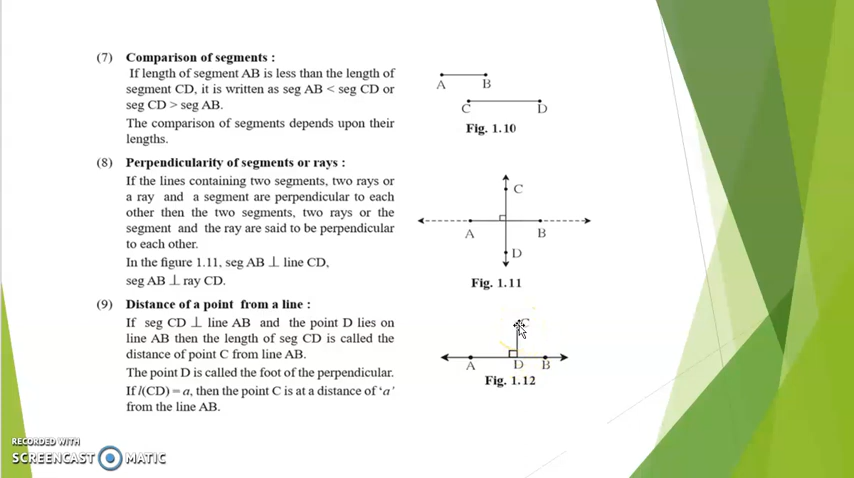 (7) Comparison of segments :
If length of segment AB is less than the length of
segment CD, it is written as seg AB < seg CD or
seg CD > seg AB.
The comparison of segments depends upon their
lengths.
A B
C D
Fig. 1.10
(8) Perpendicularity of segments or rays :
If the lines containing two segments, two rays or
a ray and a segment are perpendicular to each
other then the two segments, two rays or the
segment and the ray are said to be perpendicular
to each other.
In the figure 1.11, seg AB ⊥ line CD,
seg AB ⊥ ray CD.
C
A B
D
Fig. 1.11
(9) Distance of a point from a line :
If seg CD ⊥ line AB and the point D lies on
line AB then the length of seg CD is called the
distance of point C from line AB.
The point D is called the foot of the perpendicular.
If l(CD) = a, then the point C is at a distance of ‘a’
from the line AB.
C
A D B
Fig. 1.12
RECORDED WITH
SCREENCAST MATIC